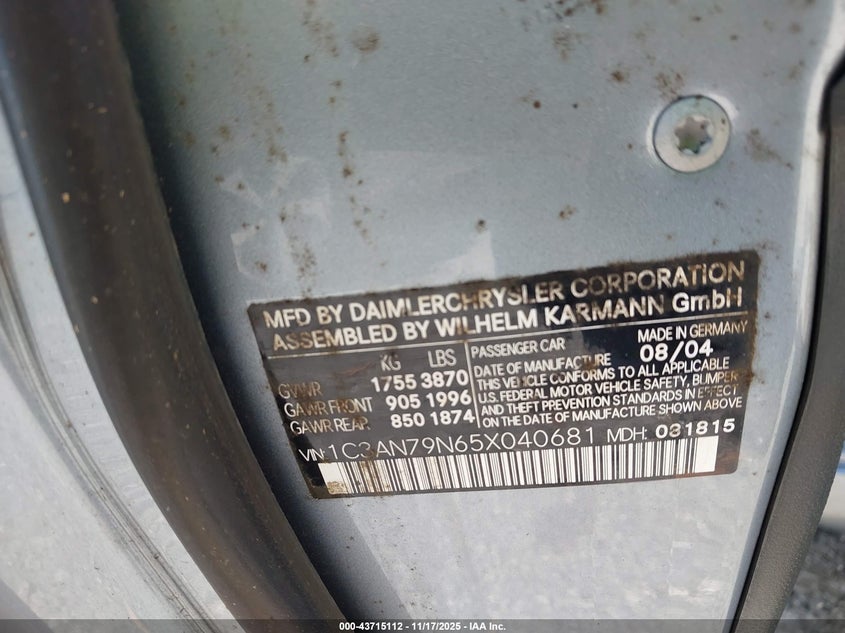 MFD BY DAIMLERCHRYSLER CORPORATION
ASSEMBLED BY WILHELM KARMANN GmbH
KG LBS
GVWR 1755 3870
GAWR FRONT 905 1996
GAWR REAR 850 1874
PASSENGER CAR MADE IN GERMANY
DATE OF MANUFACTURE 08/04
THIS VEHICLE CONFORMS TO ALL APPLICABLE
U.S. FEDERAL MOTOR VEHICLE SAFETY, BUMPER
AND THEFT PREVENTION STANDARDS IN EFFECT
ON THE DATE OF MANUFACTURE SHOWN ABOVE
VIN: 1C3AN79N65X040681 MDH: 031815
000-43715112 - 11/17/2025 - IAA Inc.